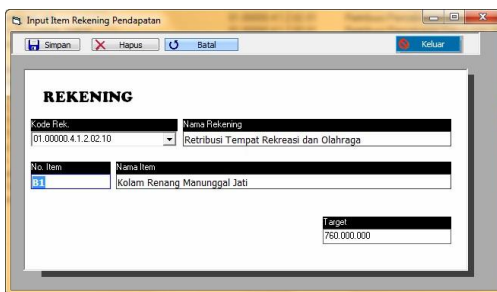 Input Item Rekening Pendapatan
Simpan Hapus Batal Keluar
REKENING
Kode Rek. Nama Rekening
01.00000.4.1.2.02.10 Retribusi Tempat Rekreasi dan Olahraga
No. Item Nama Item
B1 Kolam Renang Manunggal Jati
Target
760.000.000